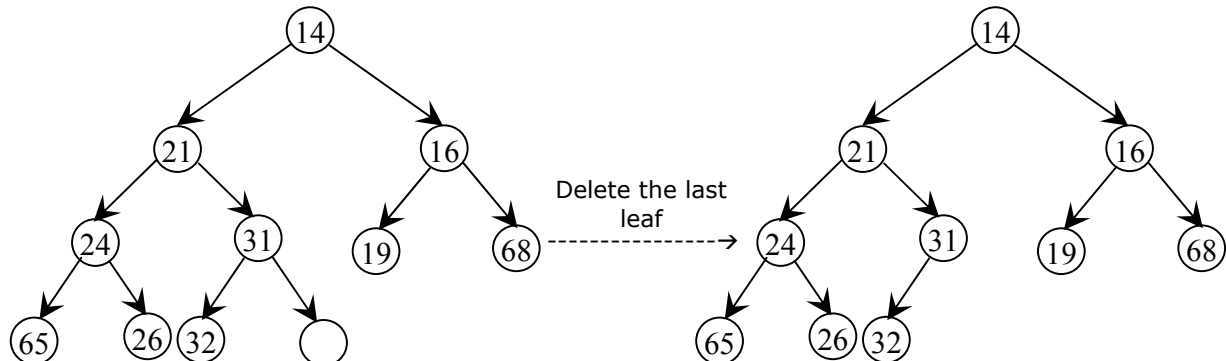 14 14
21 16 21 16
Delete the last
leaf
24 31 19 68 24 31 19 68
65 26 32 65 26 32